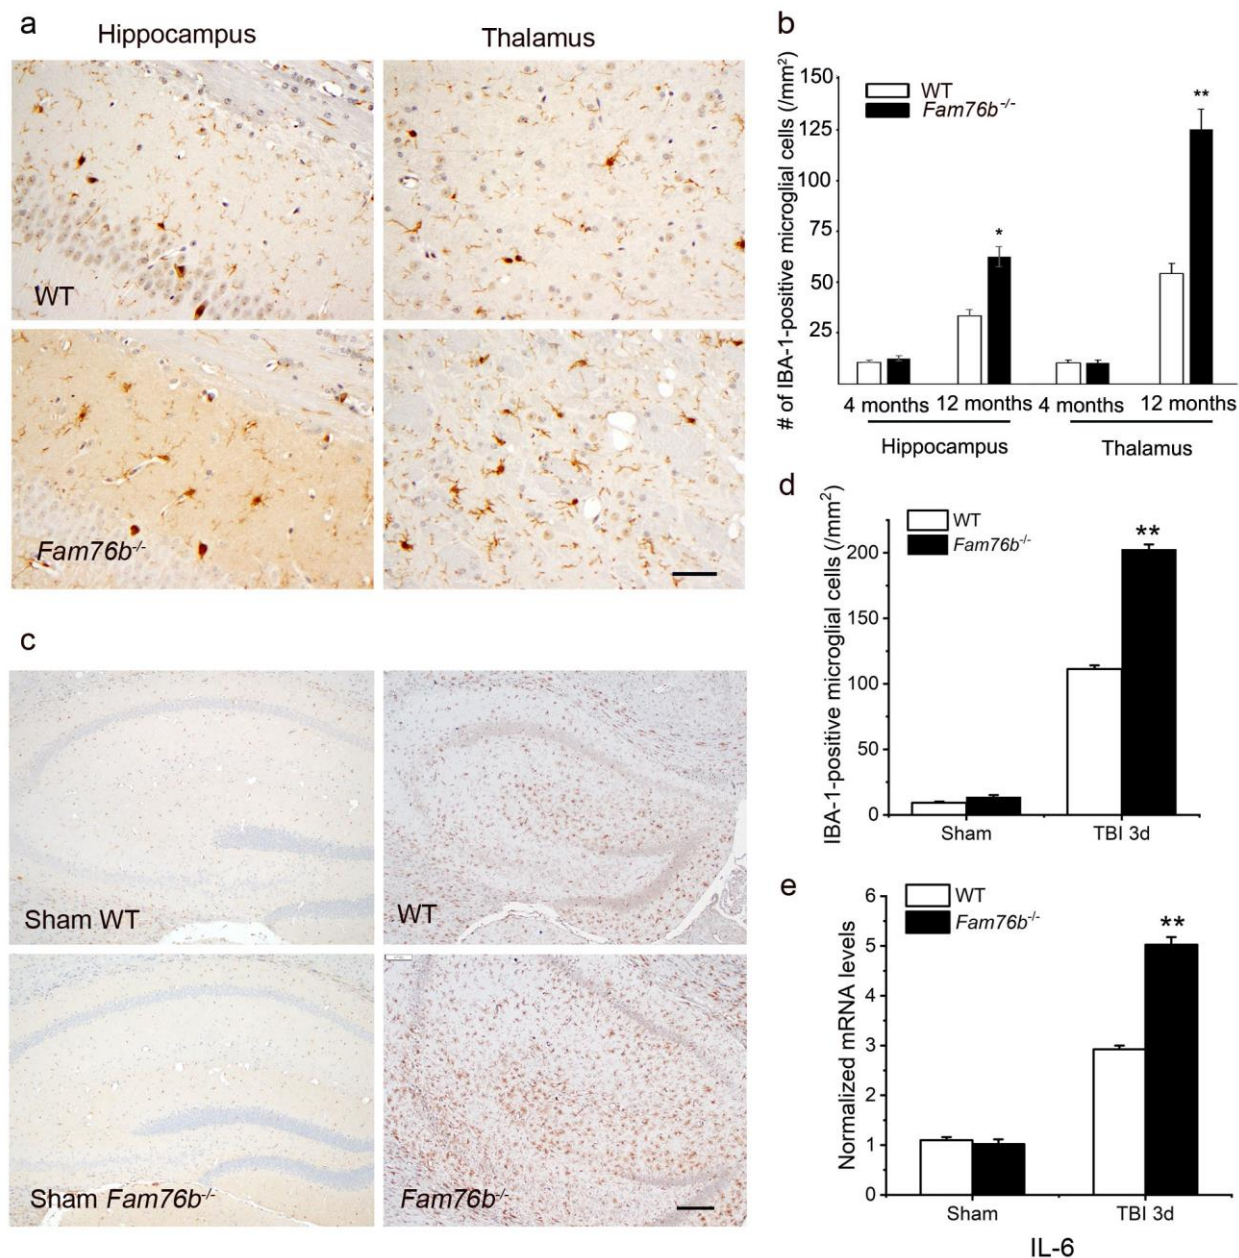 a
Hippocampus
Thalamus
WT
Fam76b-/-
b
# of IBA-1-positive microglial cells (/mm²)
150
125
100
75
50
25
WT
Fam76b-/-
*
**
4 months
12 months
4 months
12 months
Hippocampus
Thalamus
c
Sham WT
WT
Sham Fam76b-/-
Fam76b-/-
d
IBA-1-positive microglial cells (/mm²)
200
150
100
50
0
WT
Fam76b-/-
**
Sham
TBI 3d
e
Normalized mRNA levels
6
5
4
3
2
1
0
WT
Fam76b-/-
**
Sham
TBI 3d
IL-6